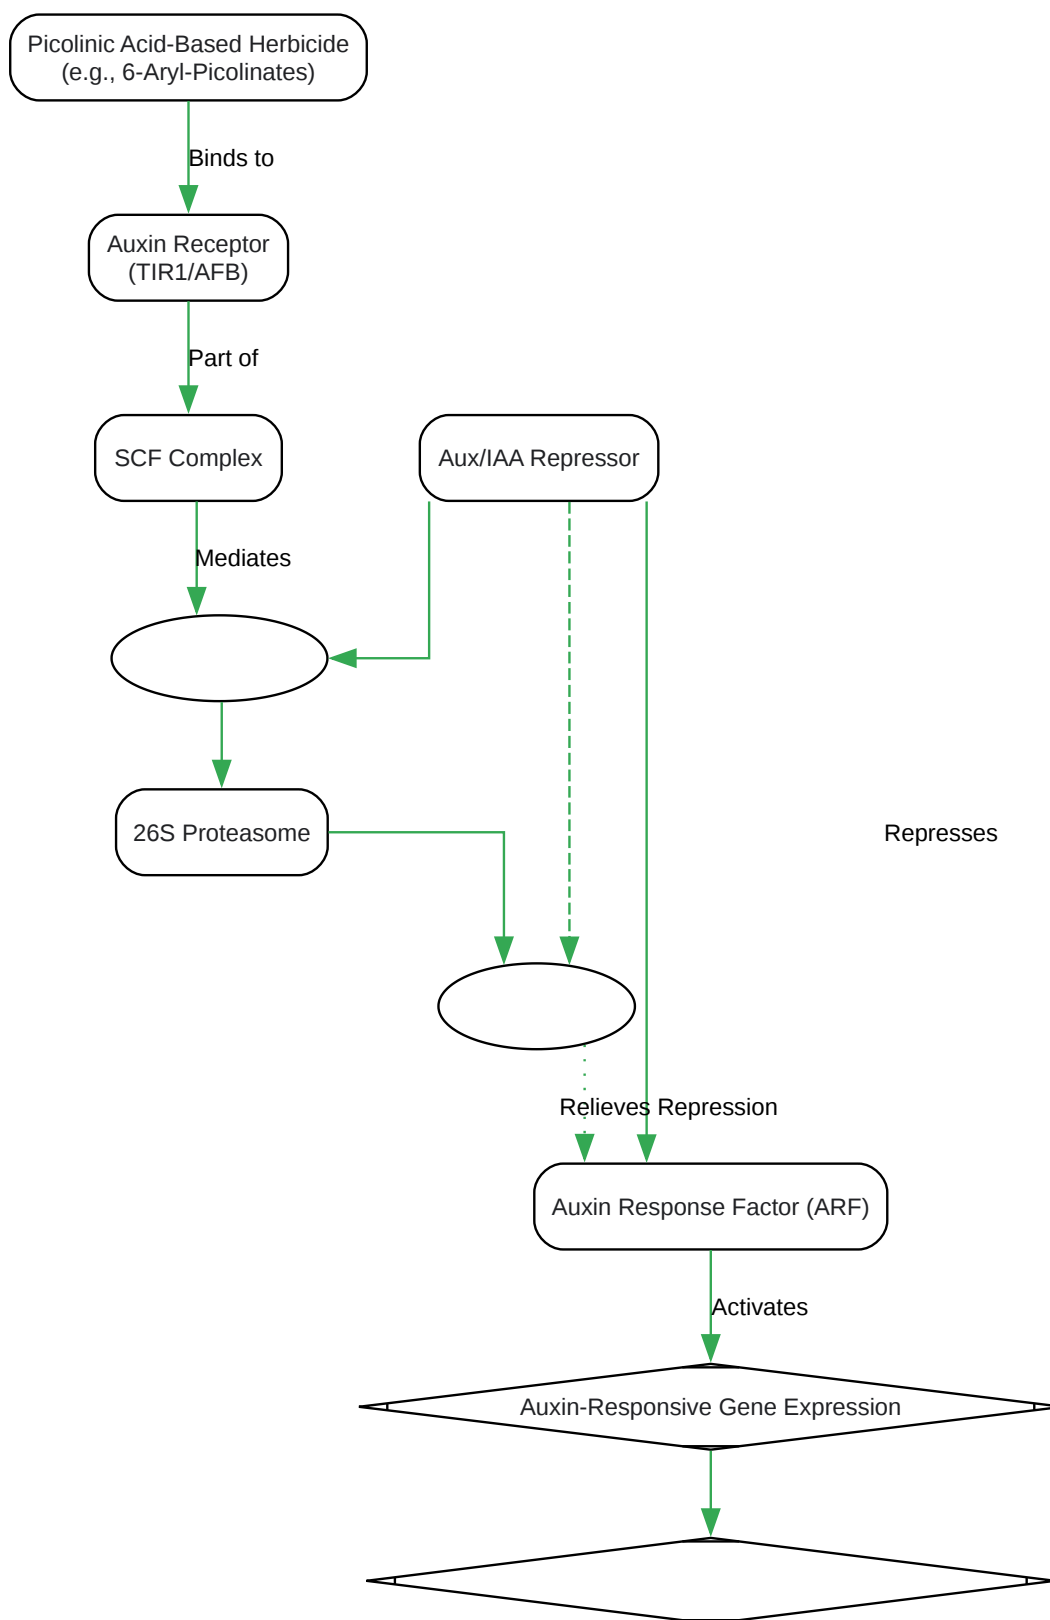 Picolinic Acid-Based Herbicide
(e.g., 6-Aryl-Picolinates)
Binds to
Auxin Receptor
(TIR1/AFB)
Part of
SCF Complex
Aux/IAA Repressor
Mediates
26S Proteasome
Represses
Relieves Repression
Auxin Response Factor (ARF)
Activates
Auxin-Responsive Gene Expression